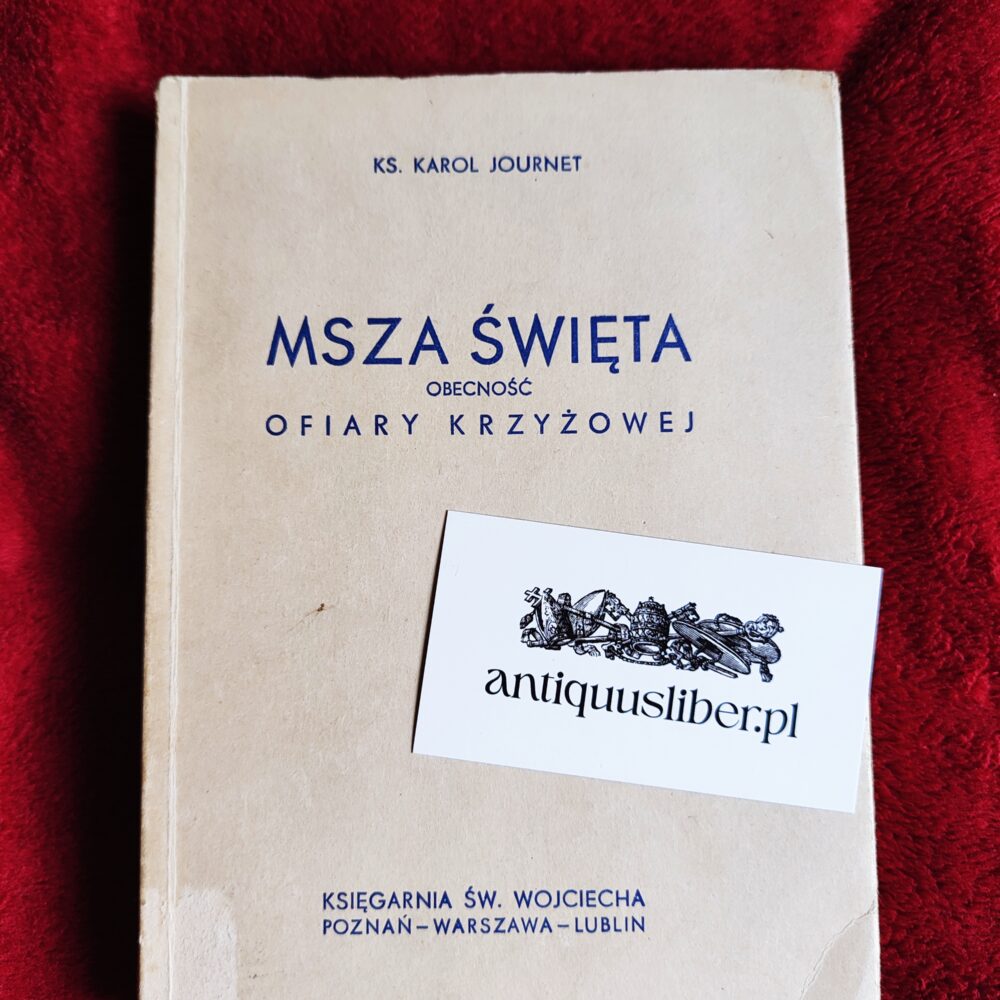 KS. KAROL JOURNET
MSZA ŚWIĘTA
OBECNOŚĆ
OFIARY KRZYŻOWEJ
antiquusliber.pl
KSIĘGARNIA ŚW. WOJCIECHA
POZNAŃ–WARSZAWA–LUBLIN